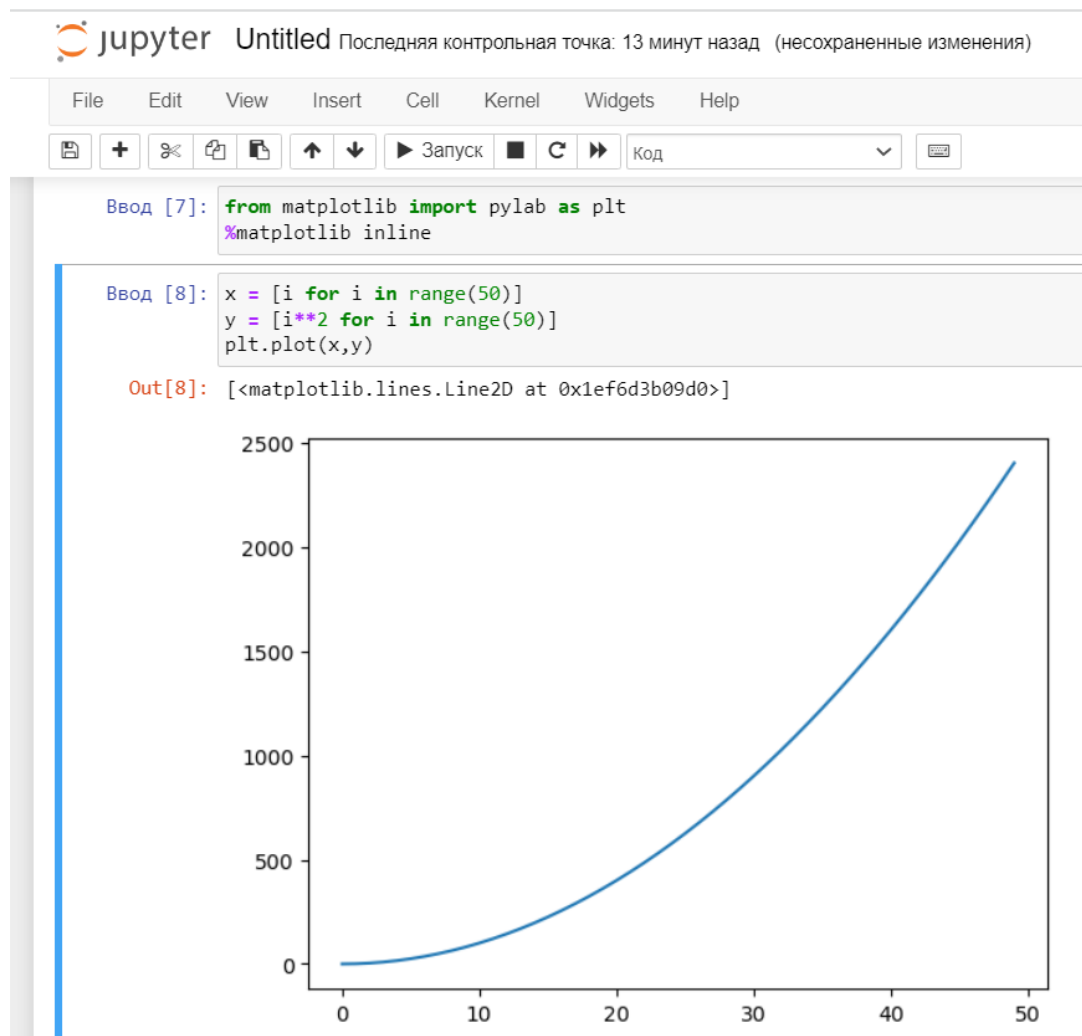 jupyter Untitled Последняя контрольная точка: 13 минут назад (несохраненные изменения)
File Edit View Insert Cell Kernel Widgets Help
Запуск Код
Ввод [7]: from matplotlib import pylab as plt
%matplotlib inline
Ввод [8]: x = [i for i in range(50)]
y = [i**2 for i in range(50)]
plt.plot(x,y)
Out[8]: [<matplotlib.lines.Line2D at 0x1ef6d3b09d0>]
2500
2000
1500
1000
500
0
0 10 20 30 40 50